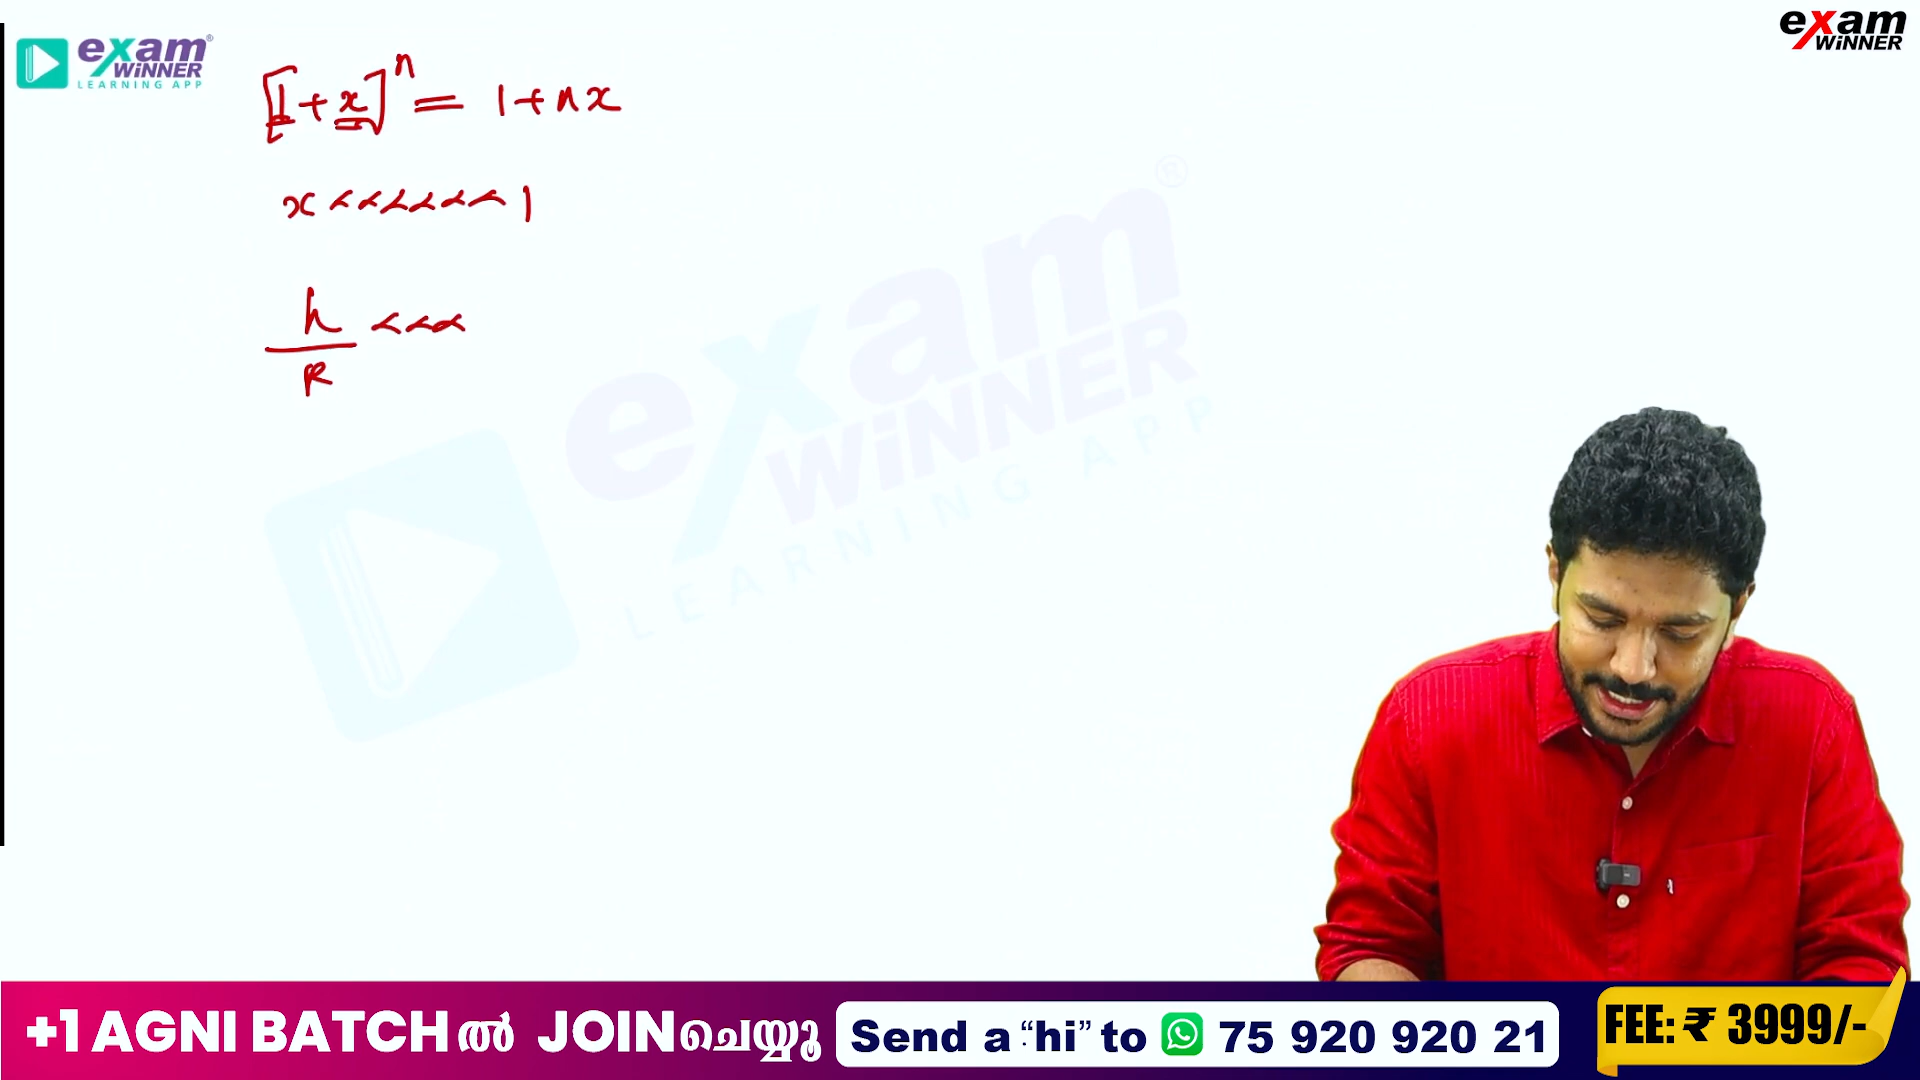 exam®
WiNNER
LEARNING APP
exam
WiNNER
[1+x]ⁿ = 1+nx
x<<<<<<1
h/R <<<
exam®
WiNNER
LEARNING APP
+1 AGNI BATCH ൽ JOIN ചെയ്യൂ
Send a “hi” to 75 920 920 21
FEE: ₹ 3999/-